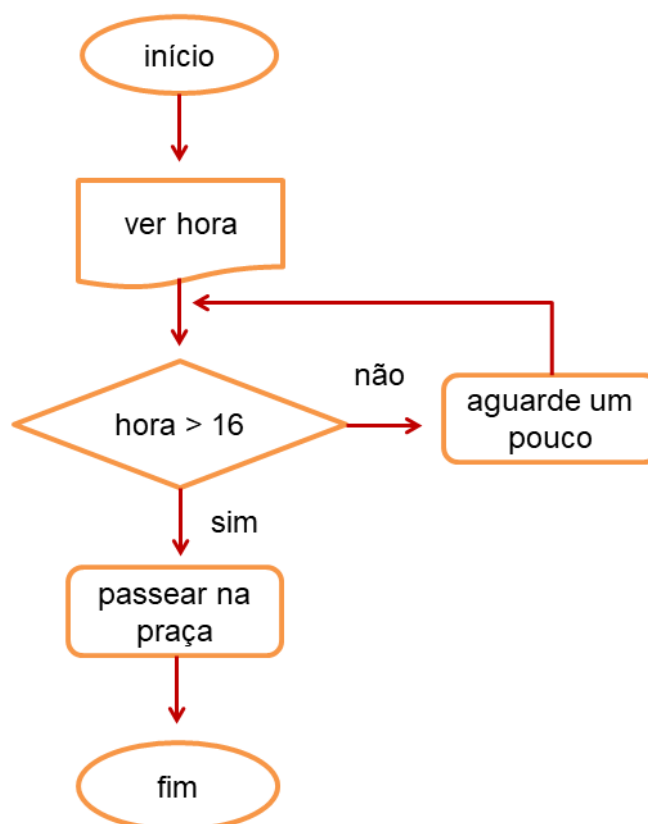 início
ver hora
hora > 16
não
aguarde um
pouco
sim
passear na
praça
fim